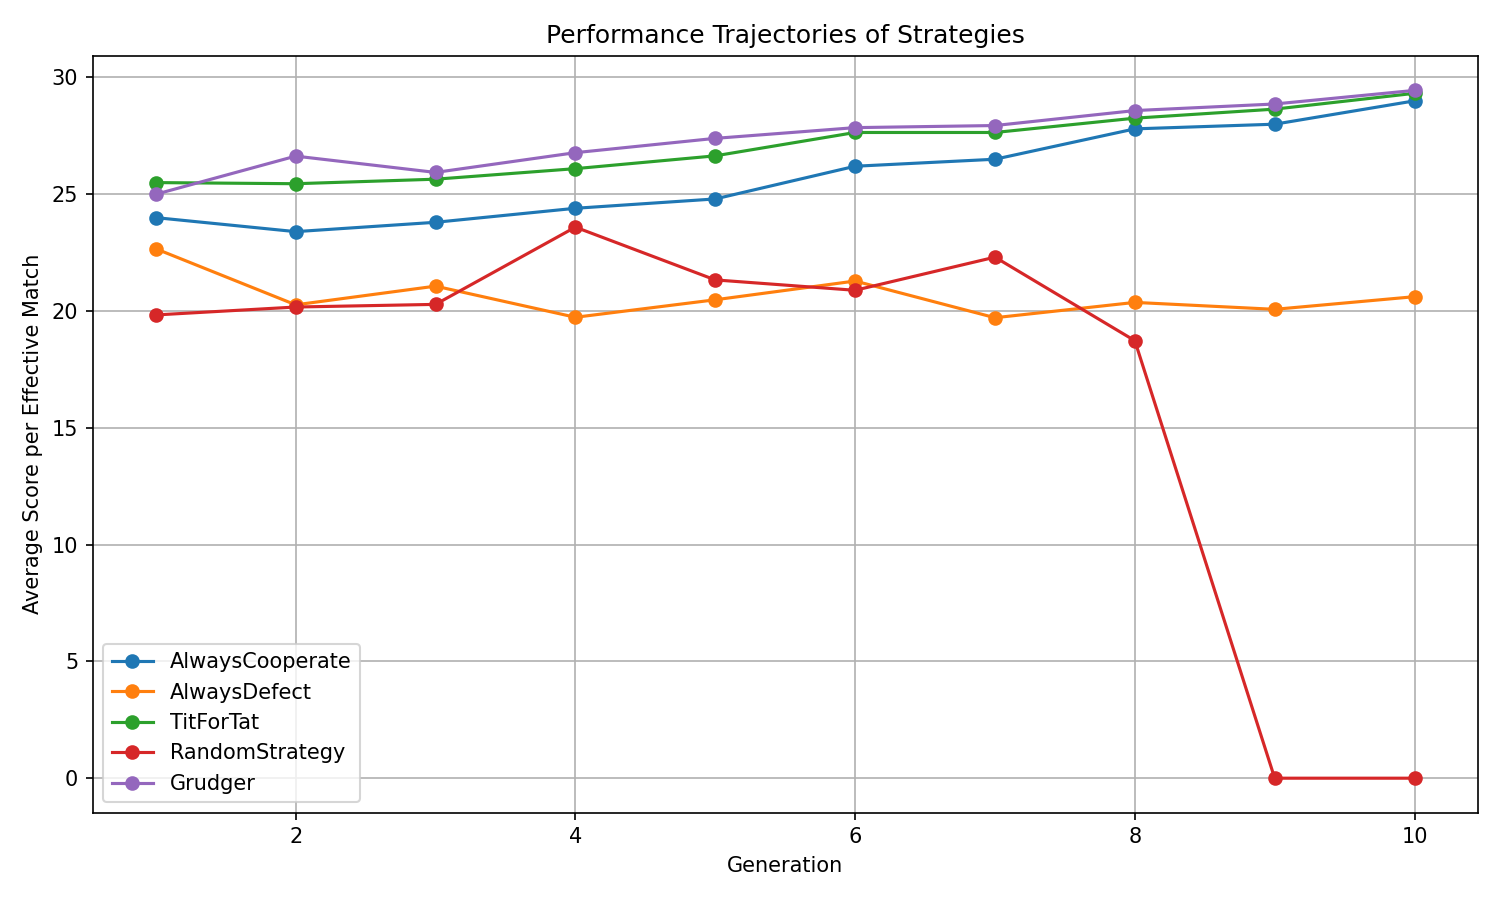 Performance Trajectories of Strategies
30
25
20
15
10
5
0
Average Score per Effective Match
AlwaysCooperate
AlwaysDefect
TitForTat
RandomStrategy
Grudger
2
4
6
8
10
Generation